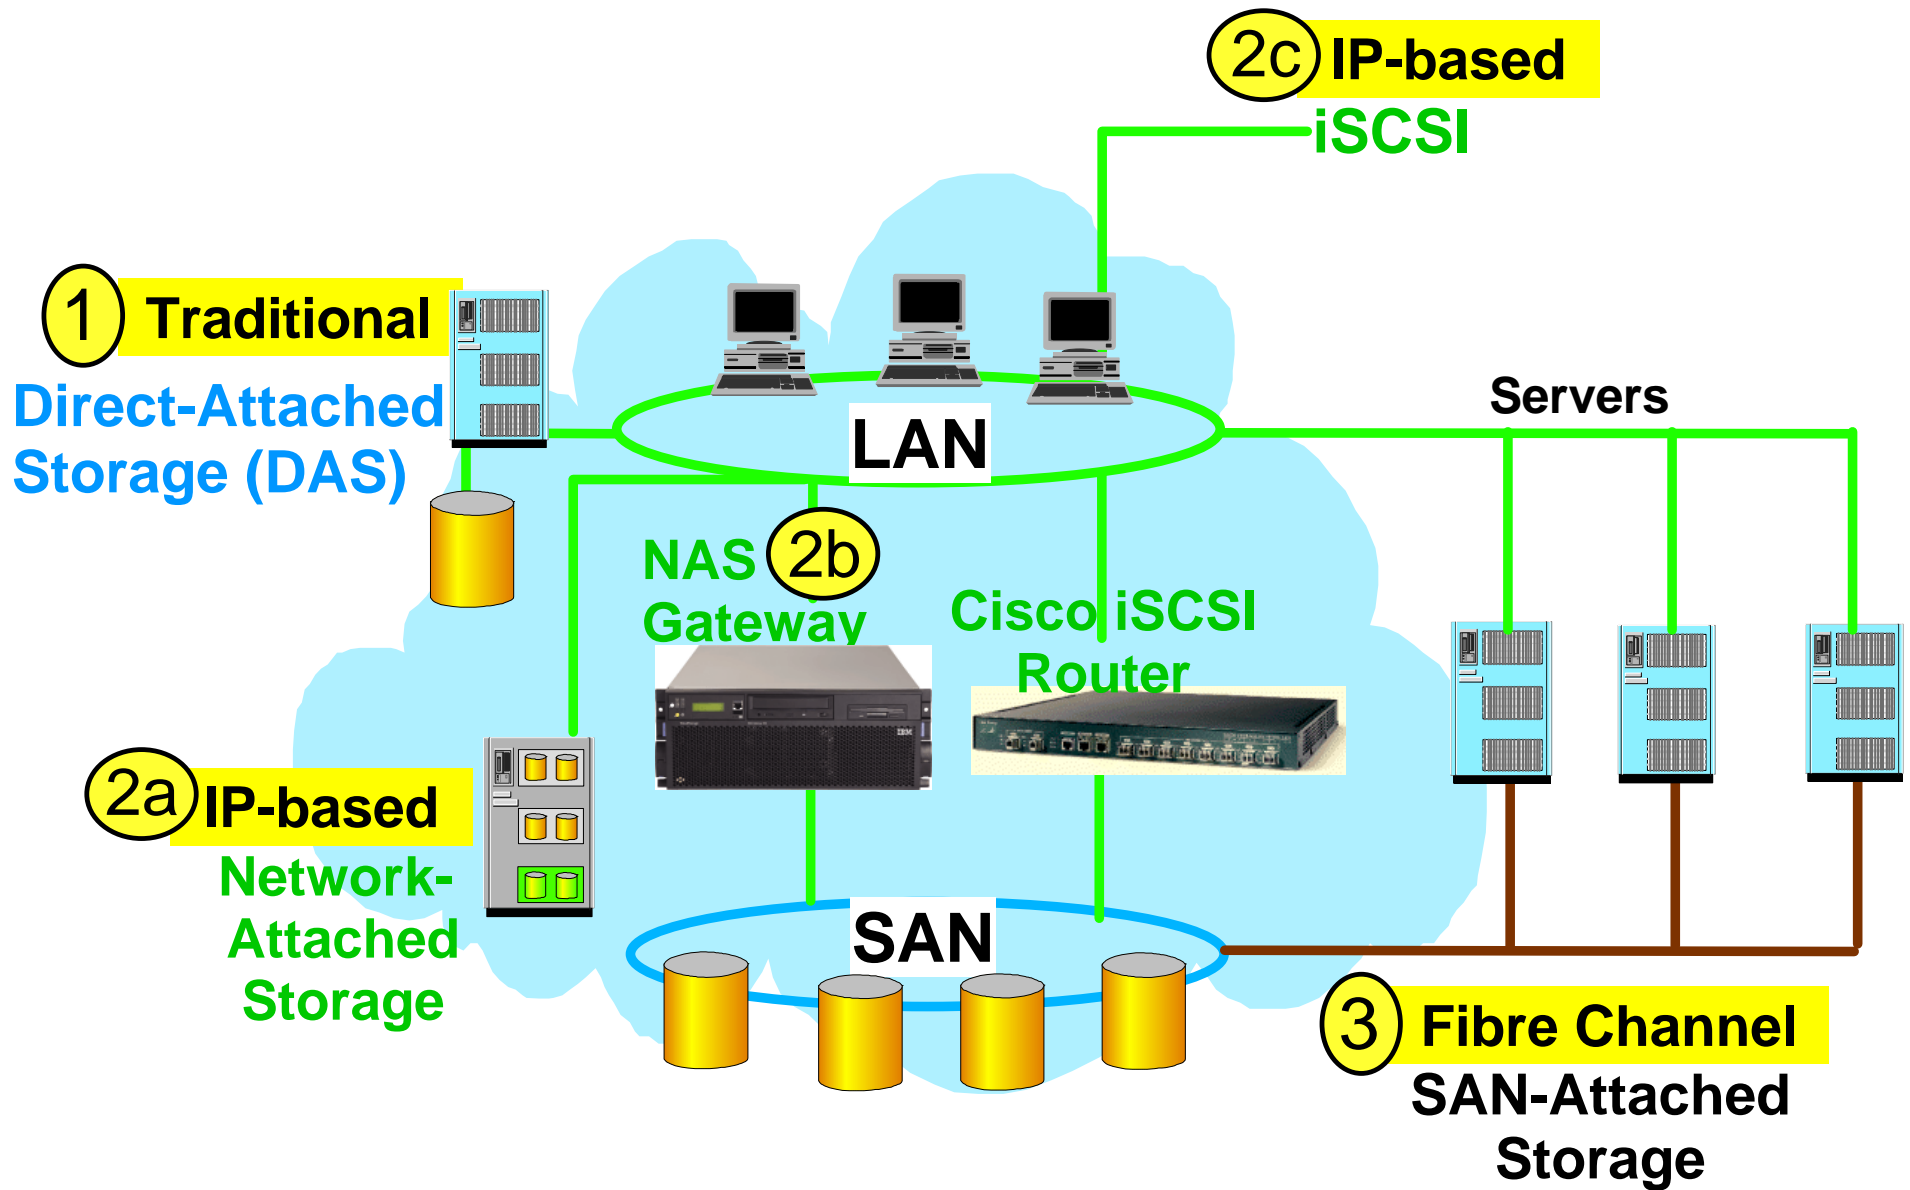 2c IP-based
iSCSI
1 Traditional
Direct-Attached
Storage (DAS)
Servers
LAN
NAS 2b
Gateway
Cisco iSCSI
Router
IBM
2a IP-based
Network-
Attached
Storage
SAN
3 Fibre Channel
SAN-Attached
Storage